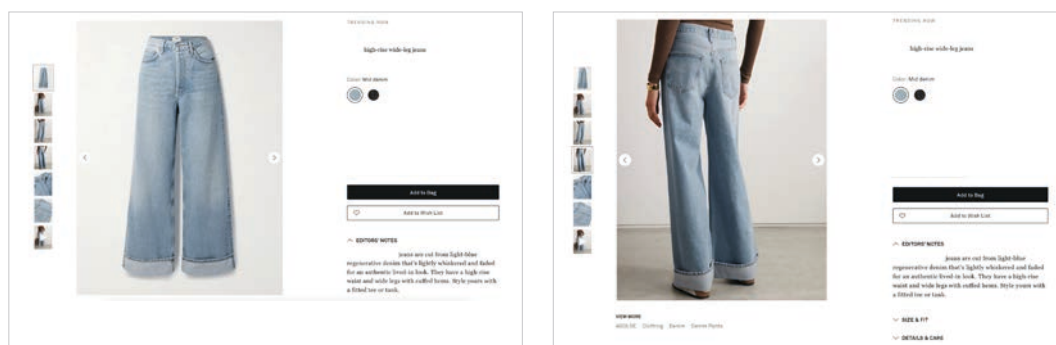 TRENDING NOW
high-rise wide-leg jeans
Color: Mid denim
Add to Bag
Add to Wish List
EDITORS' NOTES
jeans are cut from light-blue
regenerative denim that's lightly whiskered and faded
for an authentic lived-in look. They have a high-rise
waist and wide legs with cuffed hems. Style yours with
a fitted tee or tank.
TRENDING NOW
high-rise wide-leg jeans
Color: Mid denim
Add to Bag
Add to Wish List
EDITORS' NOTES
jeans are cut from light-blue
regenerative denim that's lightly whiskered and faded
for an authentic lived-in look. They have a high-rise
waist and wide legs with cuffed hems. Style yours with
a fitted tee or tank.
SIZE & FIT
DETAILS & CARE
VIEW MORE
Clothing Denim Denim Pants